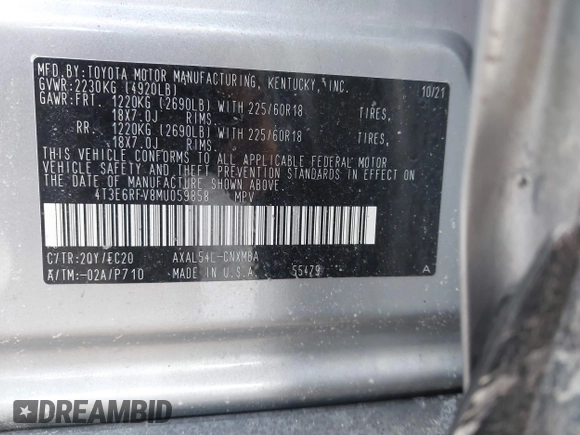 MFD.BY:TOYOTA MOTOR MANUFACTURING, KENTUCKY, INC.
GVWR:2230KG (4920LB) 10/21
GAWR:FRT. 1220KG (2690LB) WITH 225/60R18 TIRES,
18X7.0J RIMS,
RR. 1220KG (2690LB) WITH 225/60R18 TIRES,
18X7.0J RIMS,
THIS VEHICLE CONFORMS TO ALL APPLICABLE FEDERAL MOTOR
VEHICLE SAFETY AND THEFT PREVENTION STANDARDS IN EFFECT ON
THE DATE OF MANUFACTURE SHOWN ABOVE.
4T3E6RFV8MU059858 MPV
C/TR:2QY/EC20 AXAL54L-CNXMBA
A/TM:-02A/P710 MADE IN U.S.A. 55479 A
DREAMBID